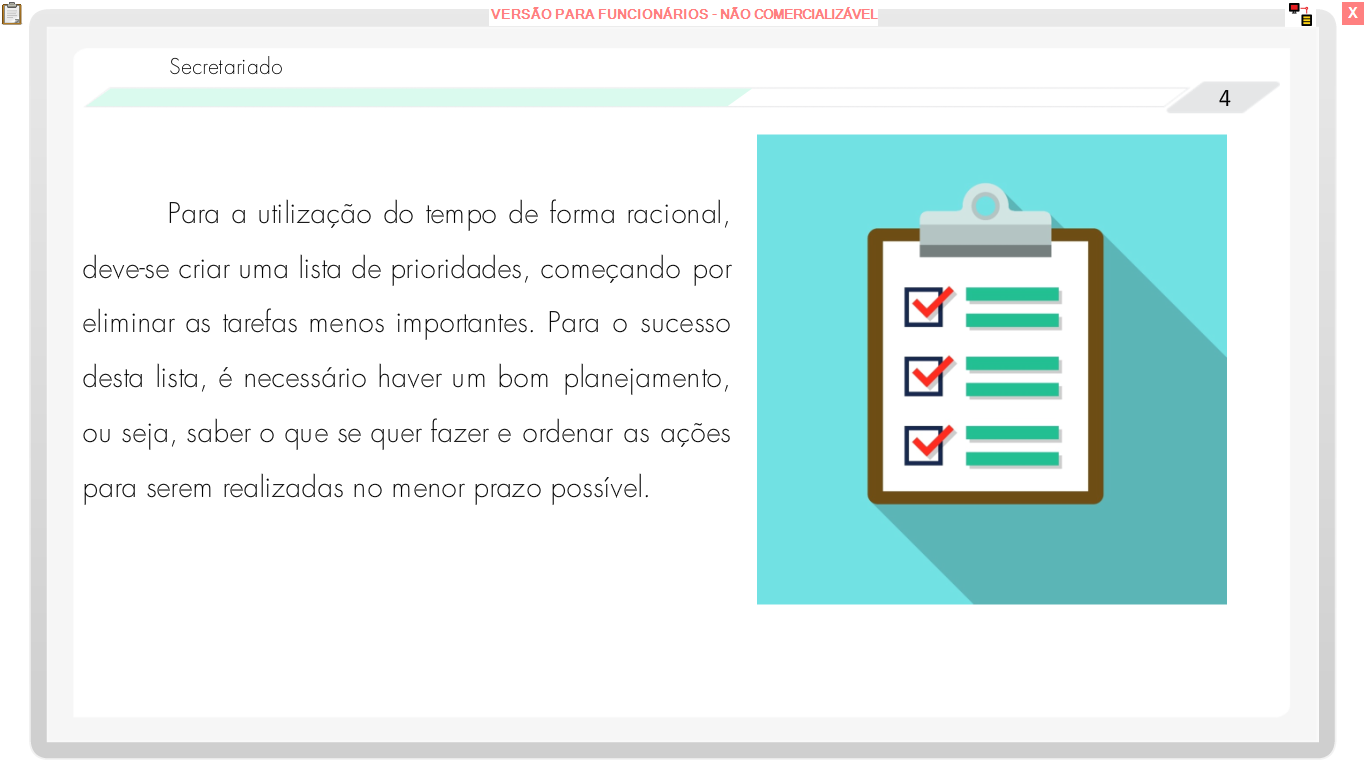 VERSÃO PARA FUNCIONÁRIOS - NÃO COMERCIALIZÁVEL
X
Secretariado
4
Para a utilização do tempo de forma racional,
deve-se criar uma lista de prioridades, começando por
eliminar as tarefas menos importantes. Para o sucesso
desta lista, é necessário haver um bom planejamento,
ou seja, saber o que se quer fazer e ordenar as ações
para serem realizadas no menor prazo possível.